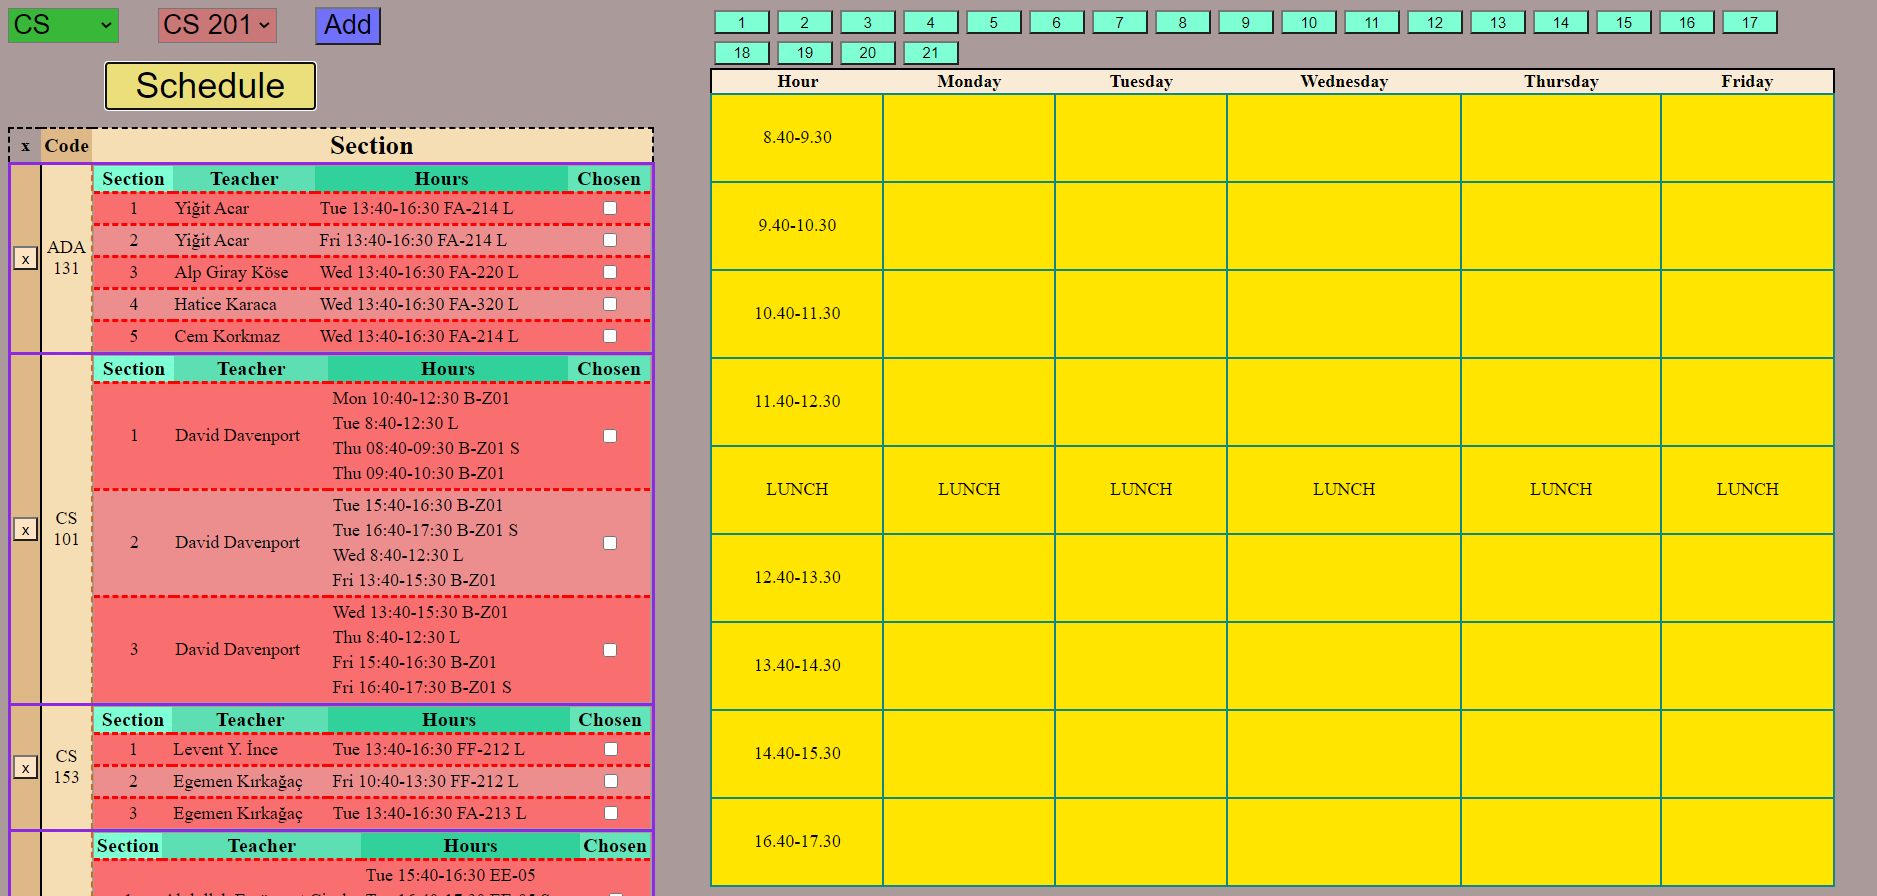 CS CS 201 Add
Schedule
x Code Section
Section Teacher Hours Chosen
1 Yiğit Acar Tue 13:40-16:30 FA-214 L
2 Yiğit Acar Fri 13:40-16:30 FA-214 L
x ADA 131
3 Alp Giray Köse Wed 13:40-16:30 FA-220 L
4 Hatice Karaca Wed 13:40-16:30 FA-320 L
5 Cem Korkmaz Wed 13:40-16:30 FA-214 L
x CS 101
Section Teacher Hours Chosen
1 David Davenport
Mon 10:40-12:30 B-Z01
Tue 8:40-12:30 L
Thu 08:40-09:30 B-Z01 S
Thu 09:40-10:30 B-Z01
2 David Davenport
Tue 15:40-16:30 B-Z01
Tue 16:40-17:30 B-Z01 S
Wed 8:40-12:30 L
Fri 13:40-15:30 B-Z01
3 David Davenport
Wed 13:40-15:30 B-Z01
Thu 8:40-12:30 L
Fri 15:40-16:30 B-Z01
Fri 16:40-17:30 B-Z01 S
x CS 153
Section Teacher Hours Chosen
1 Levent Y. İnce Tue 13:40-16:30 FF-212 L
2 Egemen Kırkağaç Fri 10:40-13:30 FF-212 L
3 Egemen Kırkağaç Tue 13:40-16:30 FA-213 L
Section Teacher Hours Chosen
Tue 15:40-16:30 EE-05
1 2 3 4 5 6 7 8 9 10 11 12 13 14 15 16 17
18 19 20 21
Hour Monday Tuesday Wednesday Thursday Friday
8.40-9.30
9.40-10.30
10.40-11.30
11.40-12.30
LUNCH LUNCH LUNCH LUNCH LUNCH LUNCH
12.40-13.30
13.40-14.30
14.40-15.30
16.40-17.30